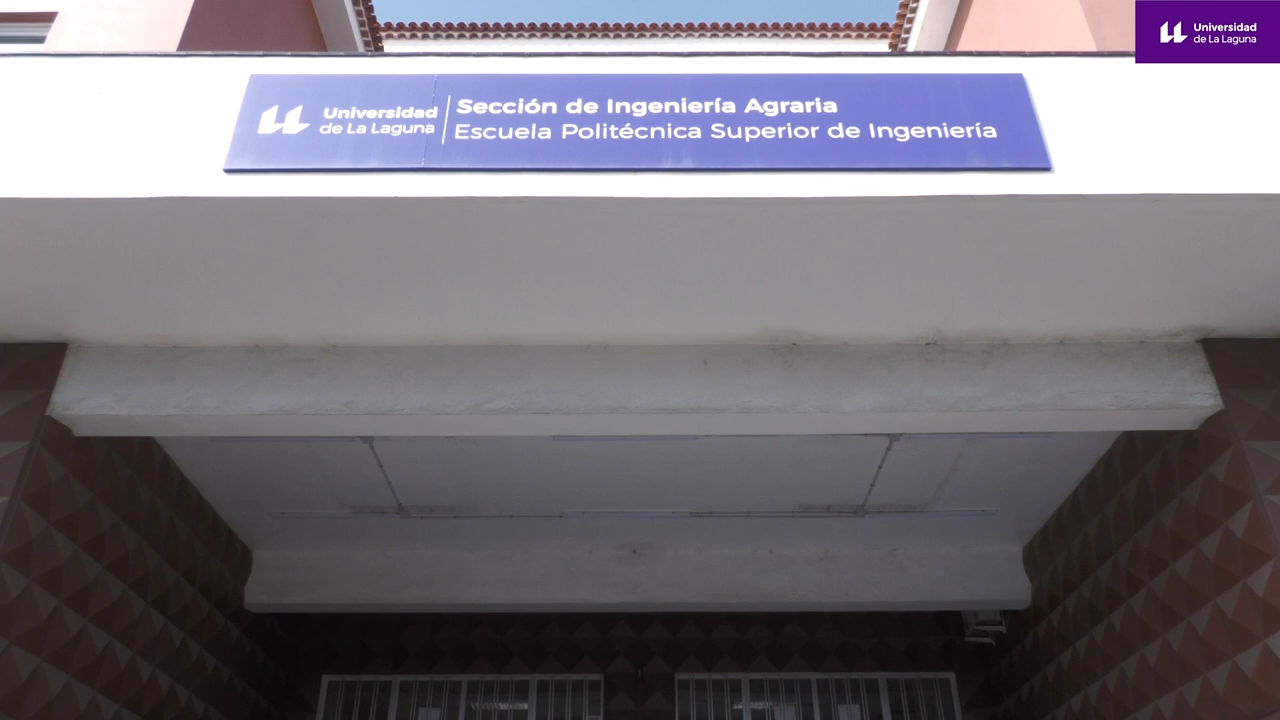 Universidad
de La Laguna
Universidad
de La Laguna
Sección de Ingeniería Agraria
Escuela Politécnica Superior de Ingeniería